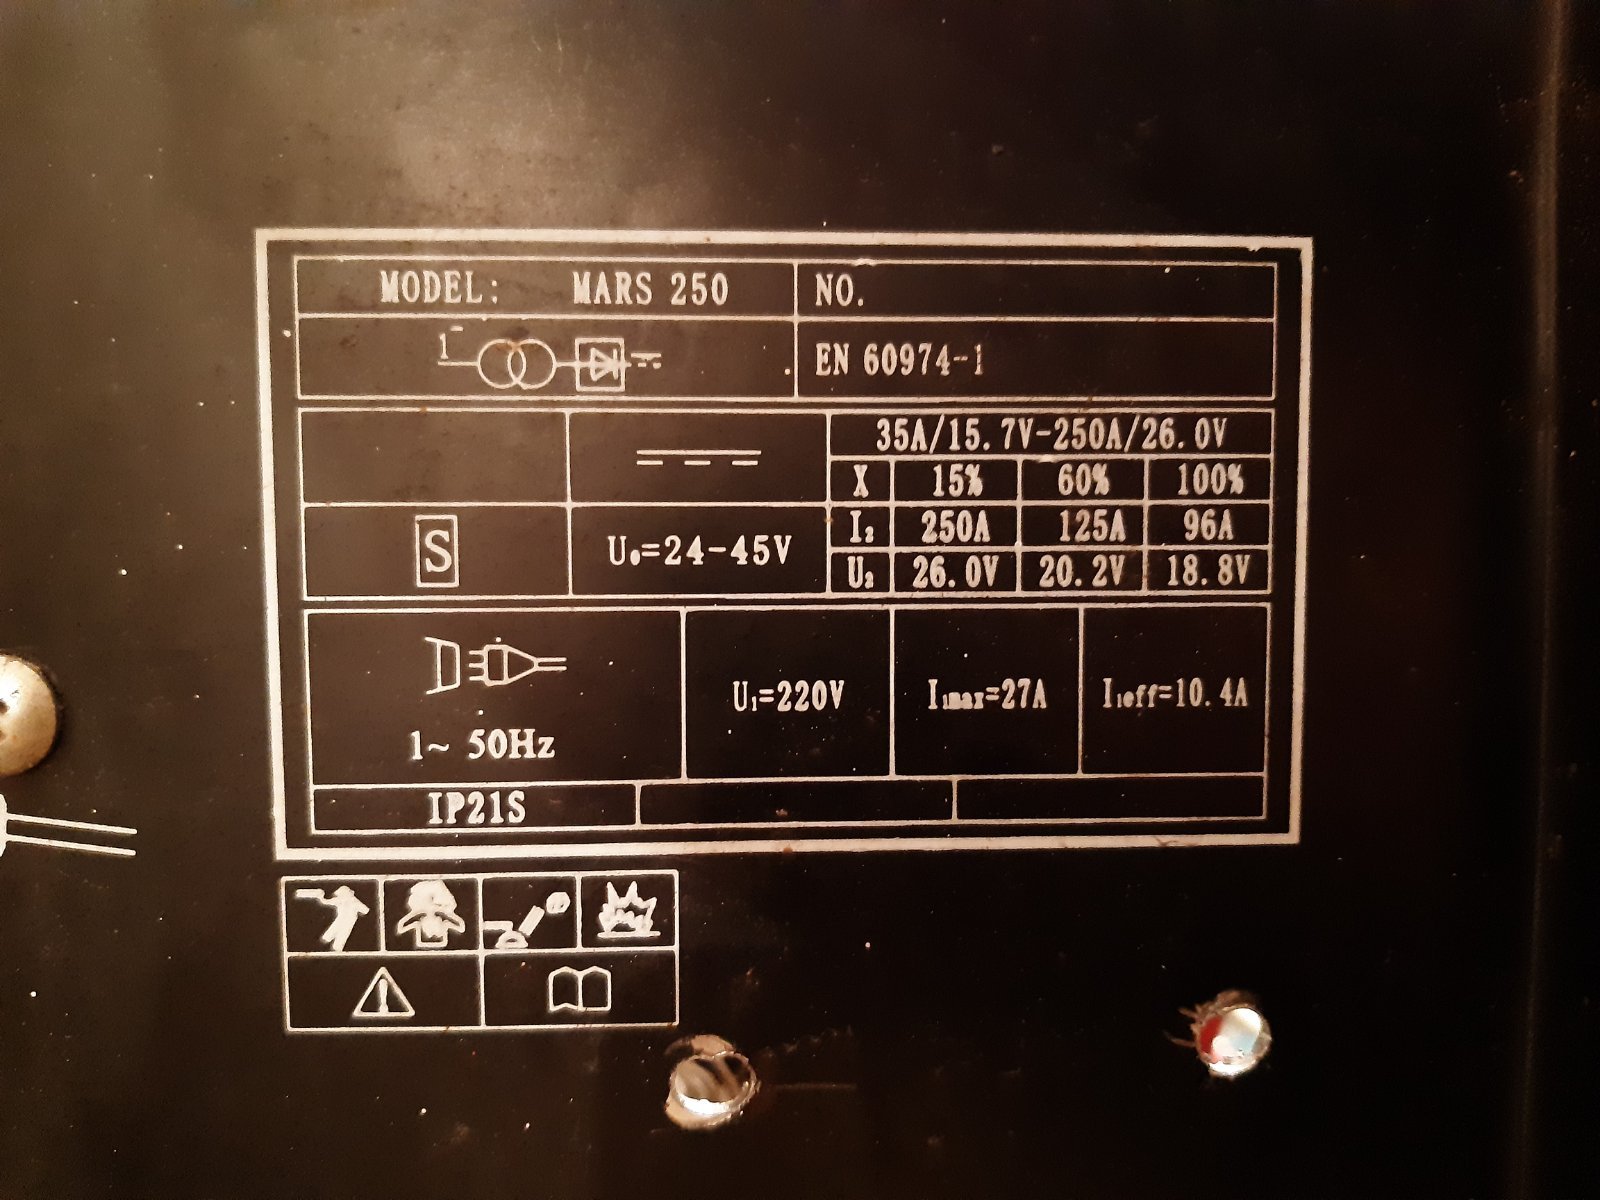 MODEL: MARS 250 NO.
1~ EN 60974-1
35A/15.7V-250A/26.0V
X 15% 60% 100%
S U₀=24-45V I₂ 250A 125A 96A
U₂ 26.0V 20.2V 18.8V
U₁=220V I₁max=27A I₁eff=10.4A
1~ 50Hz
IP21S